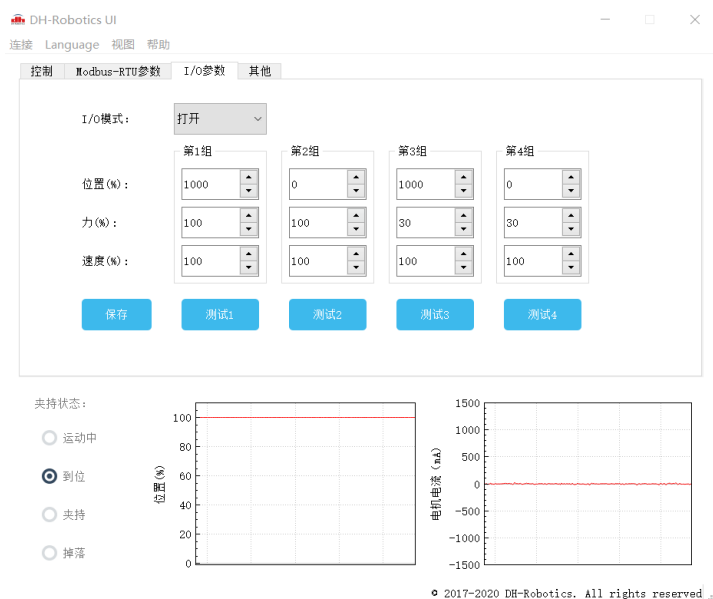 DH-Robotics UI
连接 Language 视图 帮助
控制 Modbus-RTU参数 I/O参数 其他
I/O模式: 打开
第1组 第2组 第3组 第4组
位置(%): 1000 0 1000 0
力(%): 100 100 30 30
速度(%): 100 100 100 100
保存 测试1 测试2 测试3 测试4
夹持状态:
运动中
到位
夹持
掉落
位置(%)
100
80
60
40
20
0
电机电流 (mA)
1500
1000
500
0
-500
-1000
-1500
© 2017-2020 DH-Robotics. All rights reserved